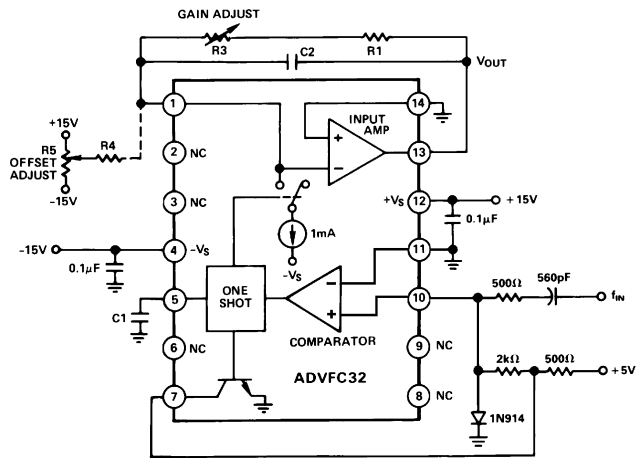 GAIN ADJUST
R3
R1
C2
VOUT
1
14
INPUT
AMP
+
−
13
+15V
R5
OFFSET
ADJUST
−15V
R4
2
NC
3
NC
+VS
12
+15V
0.1μF
1mA
−VS
−15V
4
−VS
0.1μF
11
−
+
10
500Ω
560pF
fIN
5
ONE
SHOT
C1
COMPARATOR
6
NC
9
NC
2kΩ
500Ω
+5V
7
ADVFC32
8
NC
1N914